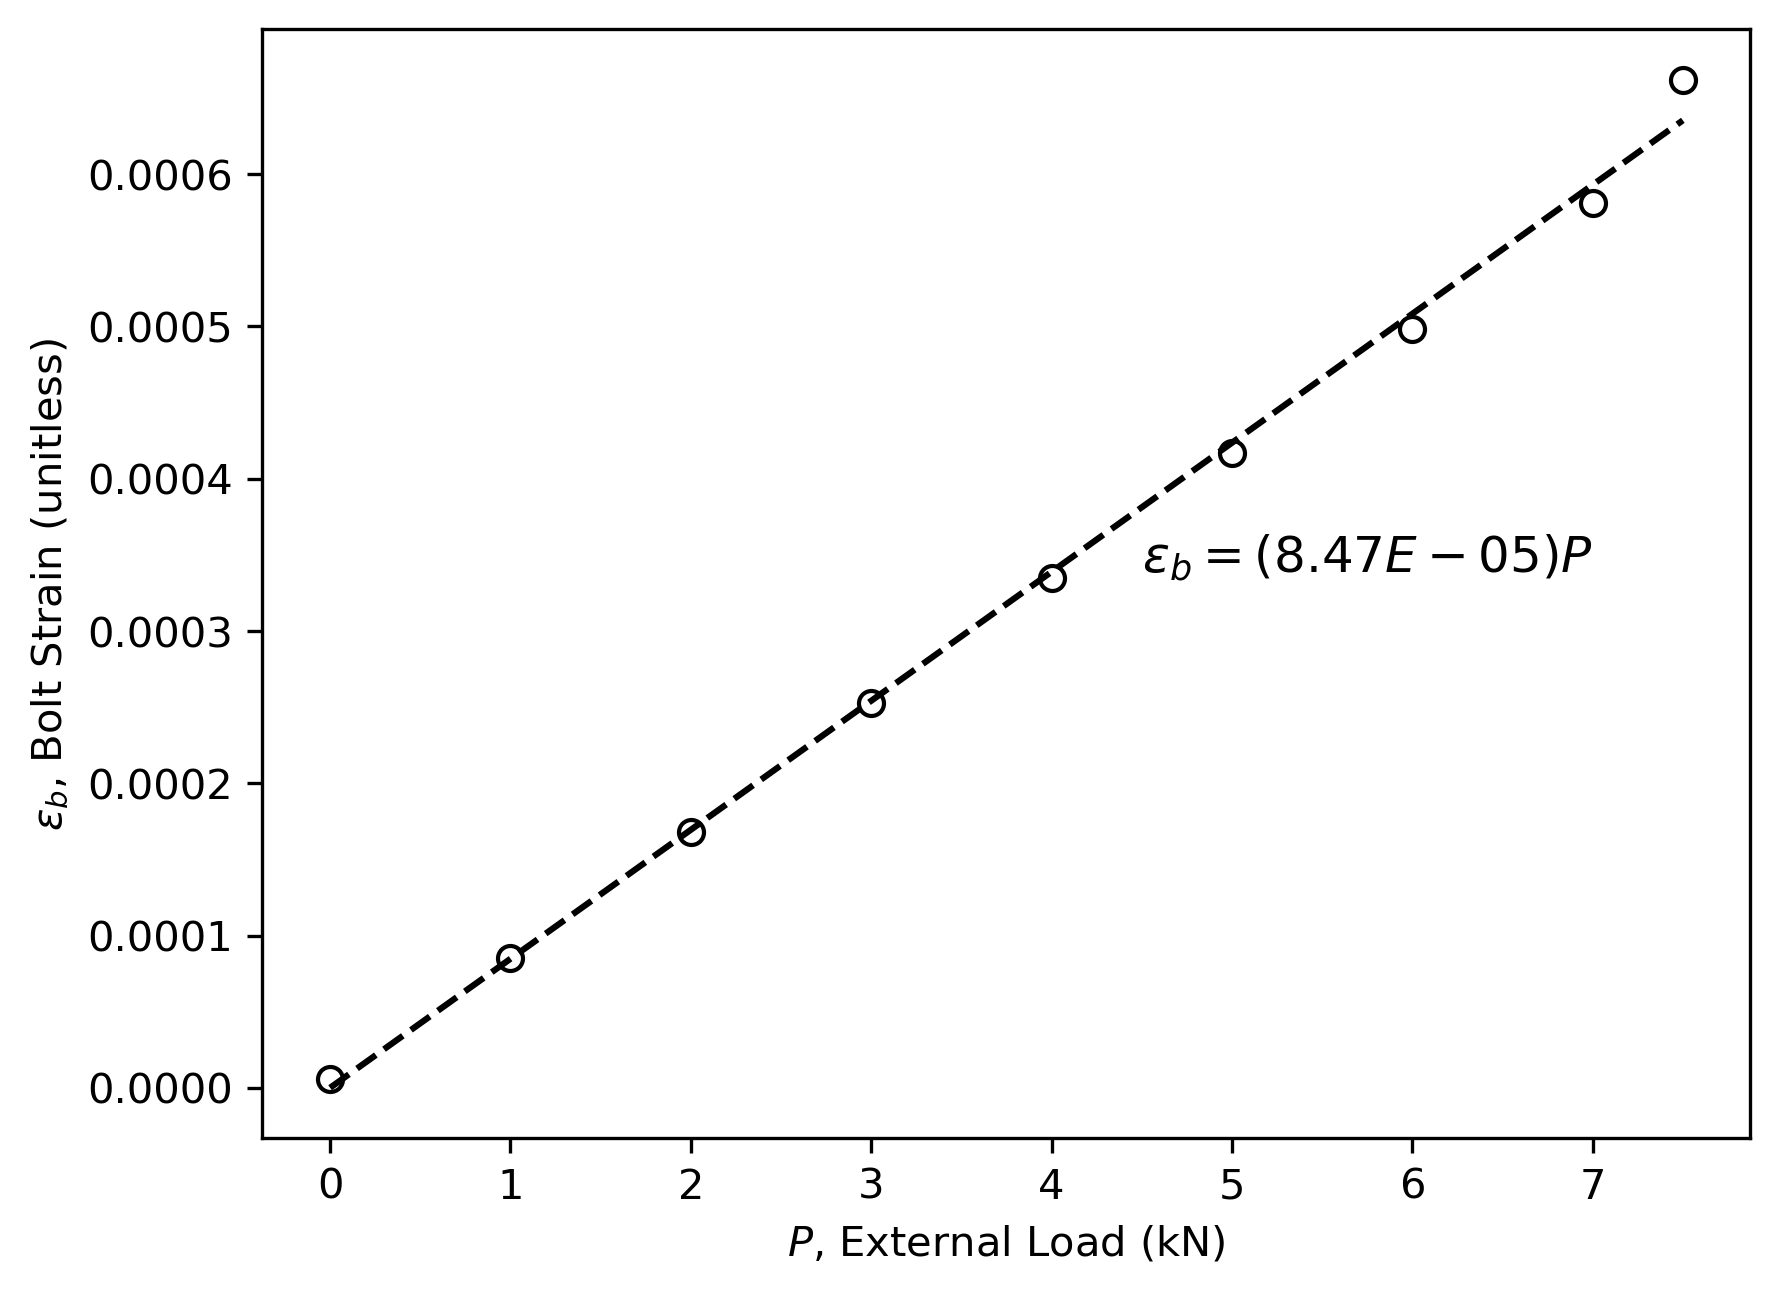 0.0006
0.0005
0.0004
0.0003
0.0002
0.0001
0.0000
ε_b, Bolt Strain (unitless)
ε_b = (8.47E − 05)P
0 1 2 3 4 5 6 7
P, External Load (kN)